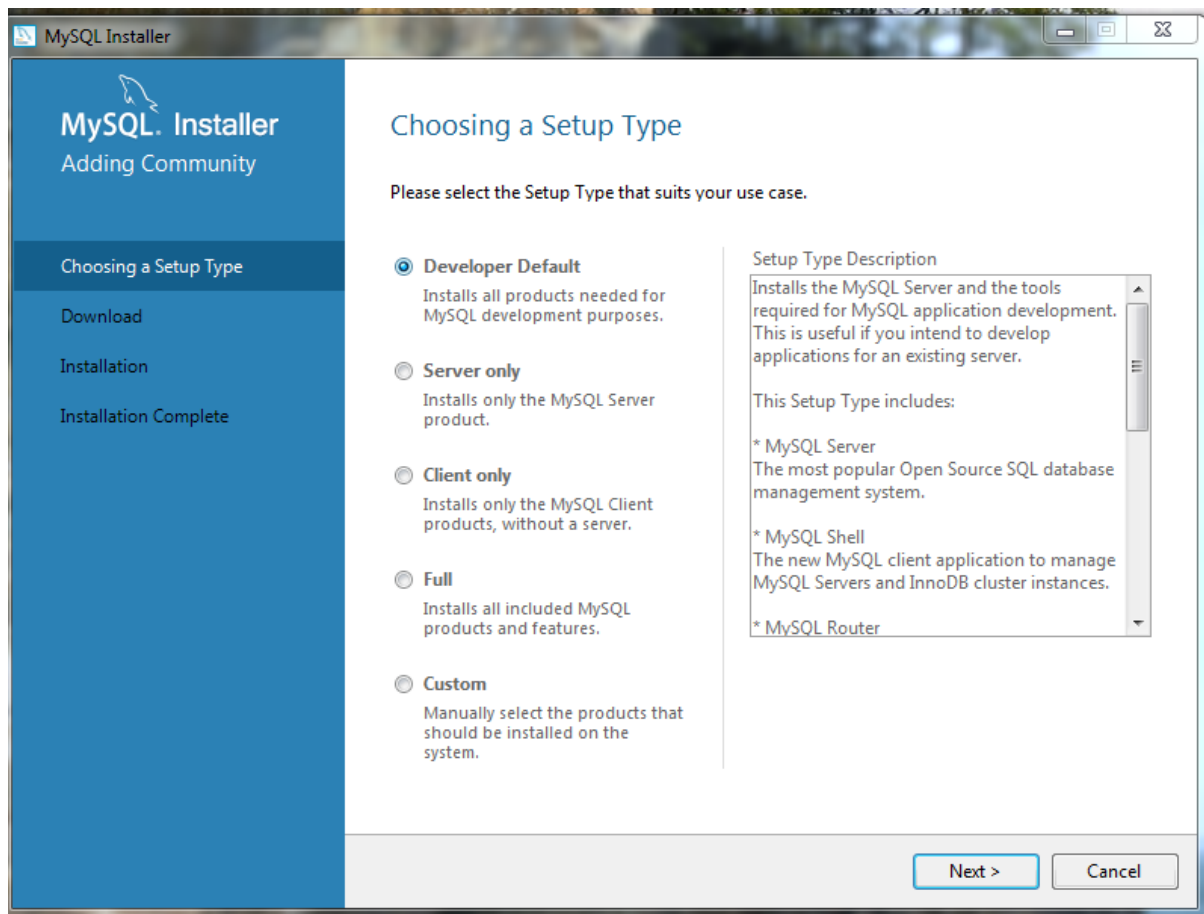 MySQL Installer
MySQL. Installer
Adding Community
Choosing a Setup Type
Download
Installation
Installation Complete
Choosing a Setup Type
Please select the Setup Type that suits your use case.
Developer Default
Installs all products needed for
MySQL development purposes.
Server only
Installs only the MySQL Server
product.
Client only
Installs only the MySQL Client
products, without a server.
Full
Installs all included MySQL
products and features.
Custom
Manually select the products that
should be installed on the
system.
Setup Type Description
Installs the MySQL Server and the tools
required for MySQL application development.
This is useful if you intend to develop
applications for an existing server.
This Setup Type includes:
* MySQL Server
The most popular Open Source SQL database
management system.
* MySQL Shell
The new MySQL client application to manage
MySQL Servers and InnoDB cluster instances.
* MySQL Router
Next >
Cancel